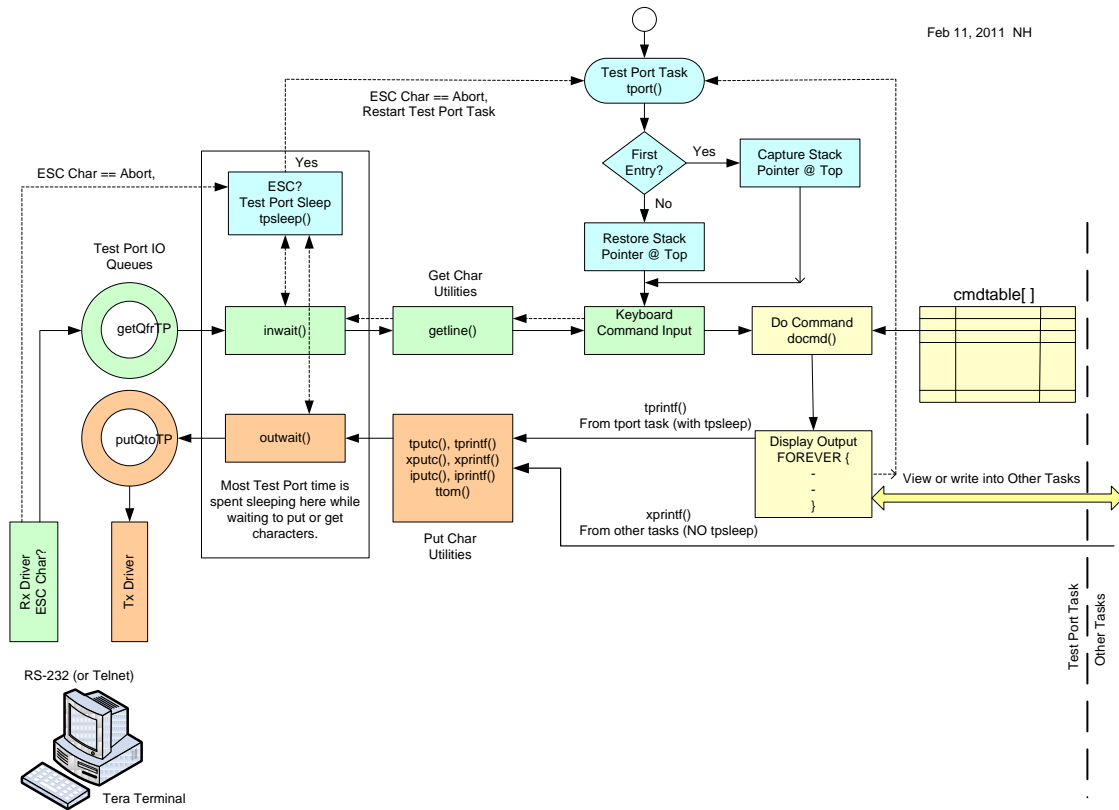 Feb 11, 2011  NH
Test Port Task
tport()
ESC Char == Abort,
Restart Test Port Task
First
Entry?
Yes
Capture Stack
Pointer @ Top
No
Restore Stack
Pointer @ Top
Yes
ESC Char == Abort,
ESC?
Test Port Sleep
tpsleep()
Test Port IO
Queues
getQfrTP
inwait()
Get Char
Utilities
getline()
Keyboard
Command Input
Do Command
docmd()
cmdtable[ ]
putQtoTP
outwait()
Most Test Port time is
spent sleeping here while
waiting to put or get
characters.
tputc(), tprintf()
xputc(), xprintf()
iputc(), iprintf()
ttom()
Put Char
Utilities
tprintf()
From tport task (with tpsleep)
Display Output
FOREVER {
-
-
}
View or write into Other Tasks
xprintf()
From other tasks (NO tpsleep)
Rx Driver
ESC Char?
Tx Driver
Test Port Task
Other Tasks
RS-232 (or Telnet)
Tera Terminal